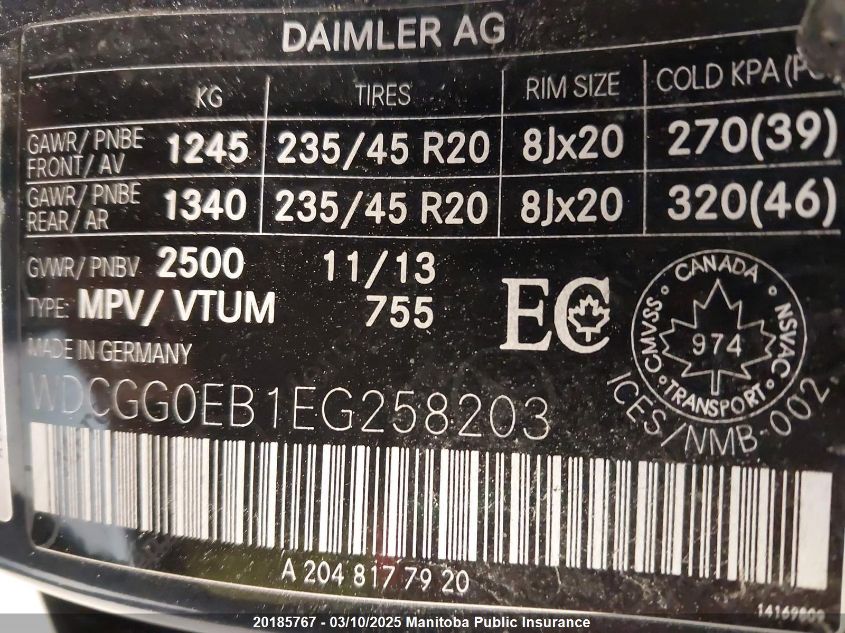 DAIMLER AG
KG TIRES RIM SIZE COLD KPA
GAWR/PNBE FRONT/AV 1245 235/45 R20 8Jx20 270(39)
GAWR/PNBE REAR/AR 1340 235/45 R20 8Jx20 320(46)
GVWR/PNBV 2500 11/13
TYPE: MPV/VTUM 755
EC
CANADA
CMVSS 974 NSVAC
TRANSPORT
ICES/NMB-002
MADE IN GERMANY
WDCGG0EB1EG258203
A 204 817 79 20
14169809
20185767 - 03/10/2025 Manitoba Public Insurance